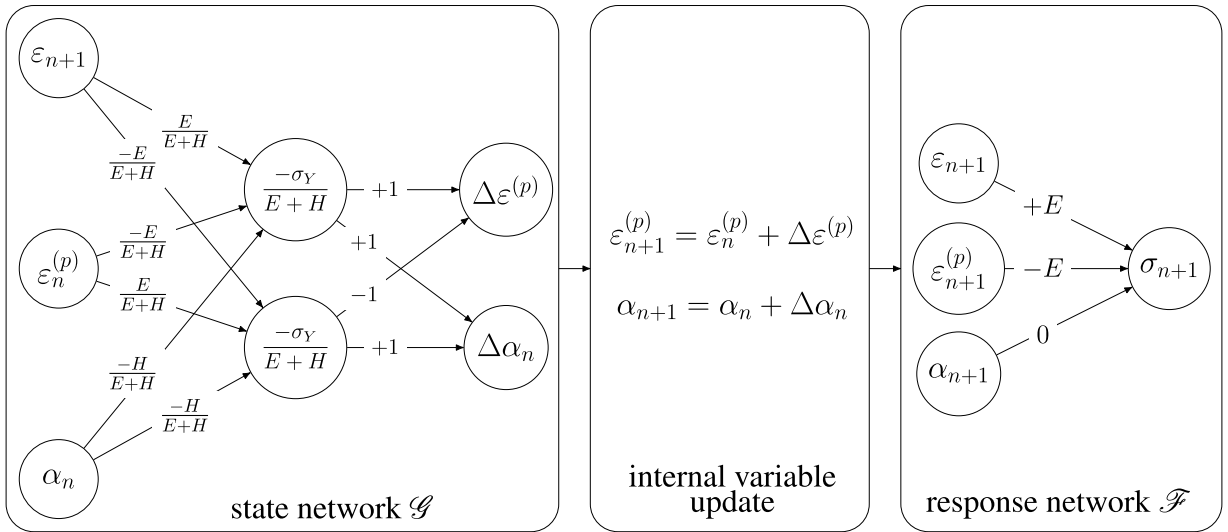 ε_{n+1}
E/(E+H)
−E/(E+H)
−σ_Y/(E + H)
+1
Δε^{(p)}
−E/(E+H)
+1
ε_n^{(p)}
E/(E+H)
−1
−σ_Y/(E + H)
+1
Δα_n
−H/(E+H)
−H/(E+H)
α_n
state network 𝒢
ε_{n+1}^{(p)} = ε_n^{(p)} + Δε^{(p)}
α_{n+1} = α_n + Δα_n
internal variable
update
ε_{n+1}
+E
ε_{n+1}^{(p)}
−E
σ_{n+1}
0
α_{n+1}
response network ℱ